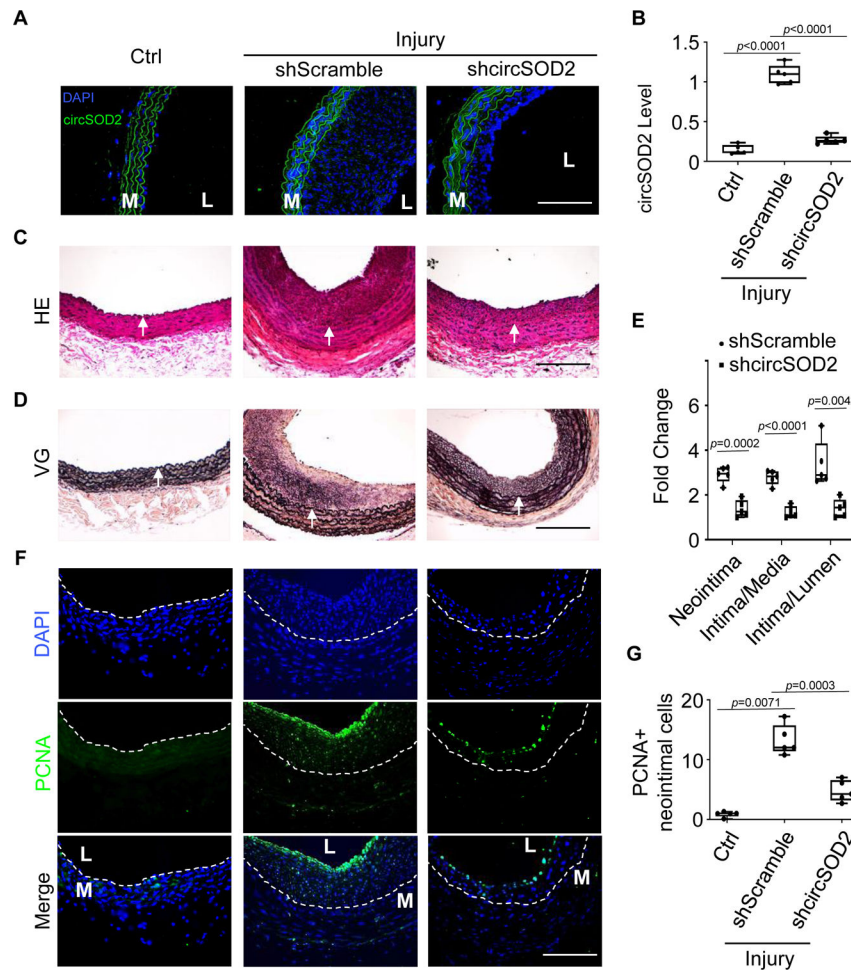 A
Ctrl
Injury
shScramble
shcircSOD2
DAPI
circSOD2
M
L
M
L
M
L
B
p<0.0001
p<0.0001
1.5
1
0.5
0
circSOD2 Level
Ctrl
shScramble
shcircSOD2
Injury
C
HE
D
VG
E
shScramble
shcircSOD2
p=0.0002
p<0.0001
p=0.004
8
6
4
2
0
Fold Change
Neointima
Intima/Media
Intima/Lumen
F
DAPI
PCNA
Merge
L
M
L
M
L
M
G
p=0.0003
p=0.0071
20
10
0
PCNA+
neointimal cells
Ctrl
shScramble
shcircSOD2
Injury